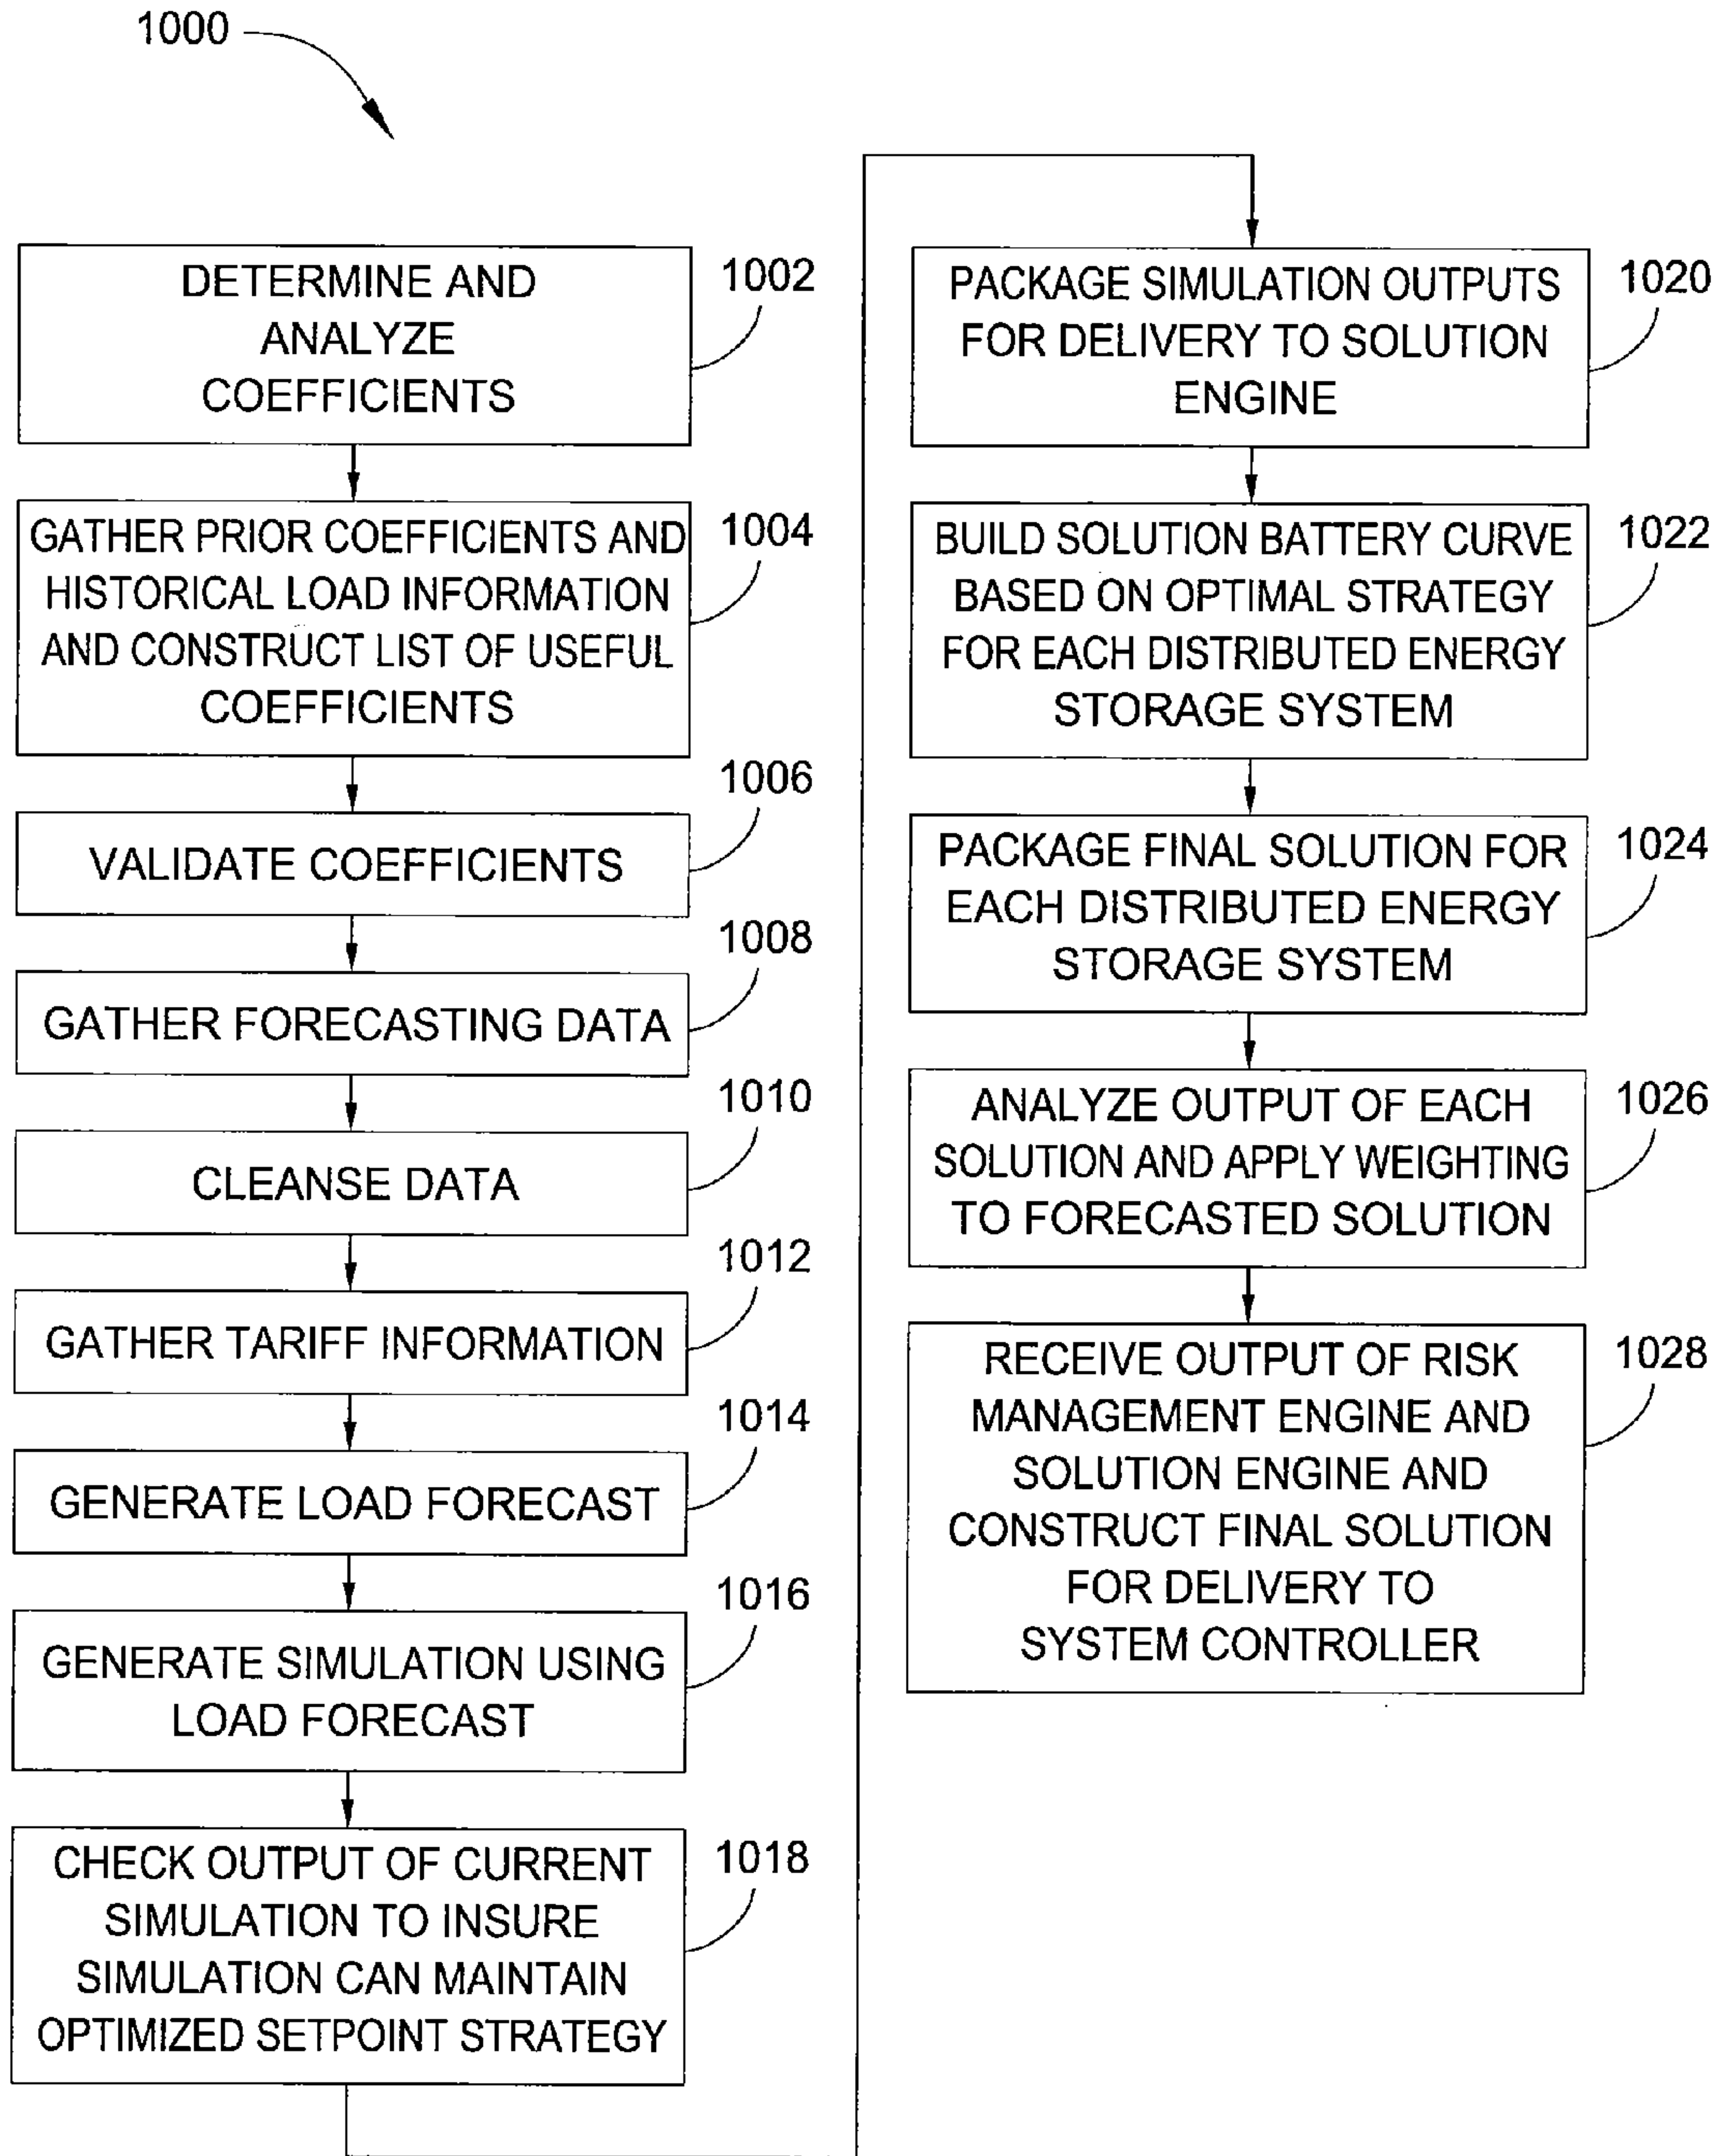 1000
DETERMINE AND
ANALYZE
COEFFICIENTS
1002
GATHER PRIOR COEFFICIENTS AND
HISTORICAL LOAD INFORMATION
AND CONSTRUCT LIST OF USEFUL
COEFFICIENTS
1004
VALIDATE COEFFICIENTS
1006
GATHER FORECASTING DATA
1008
CLEANSE DATA
1010
GATHER TARIFF INFORMATION
1012
GENERATE LOAD FORECAST
1014
GENERATE SIMULATION USING
LOAD FORECAST
1016
CHECK OUTPUT OF CURRENT
SIMULATION TO INSURE
SIMULATION CAN MAINTAIN
OPTIMIZED SETPOINT STRATEGY
1018
PACKAGE SIMULATION OUTPUTS
FOR DELIVERY TO SOLUTION
ENGINE
1020
BUILD SOLUTION BATTERY CURVE
BASED ON OPTIMAL STRATEGY
FOR EACH DISTRIBUTED ENERGY
STORAGE SYSTEM
1022
PACKAGE FINAL SOLUTION FOR
EACH DISTRIBUTED ENERGY
STORAGE SYSTEM
1024
ANALYZE OUTPUT OF EACH
SOLUTION AND APPLY WEIGHTING
TO FORECASTED SOLUTION
1026
RECEIVE OUTPUT OF RISK
MANAGEMENT ENGINE AND
SOLUTION ENGINE AND
CONSTRUCT FINAL SOLUTION
FOR DELIVERY TO
SYSTEM CONTROLLER
1028